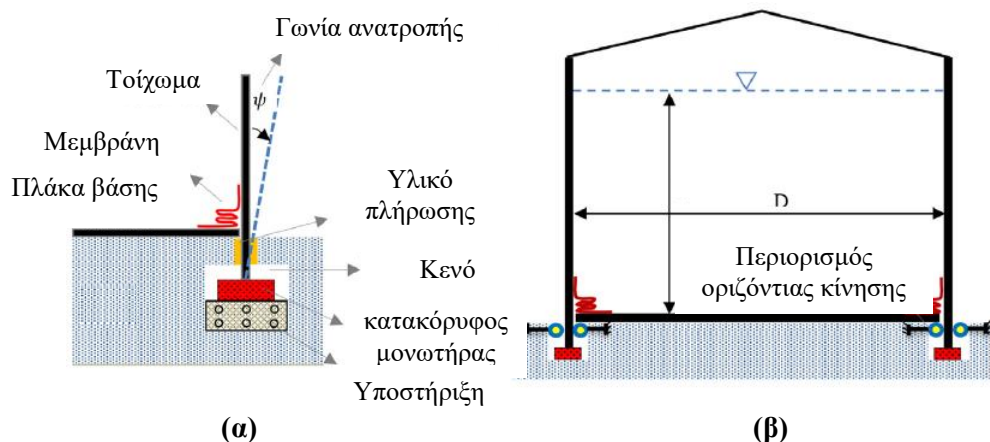 Γωνία ανατροπής
Τοίχωμα
ψ
Μεμβράνη
Πλάκα βάσης
Υλικό
πλήρωσης
Κενό
κατακόρυφος
μονωτήρας
Υποστήριξη
(α)
D
Περιορισμός
οριζόντιας κίνησης
(β)